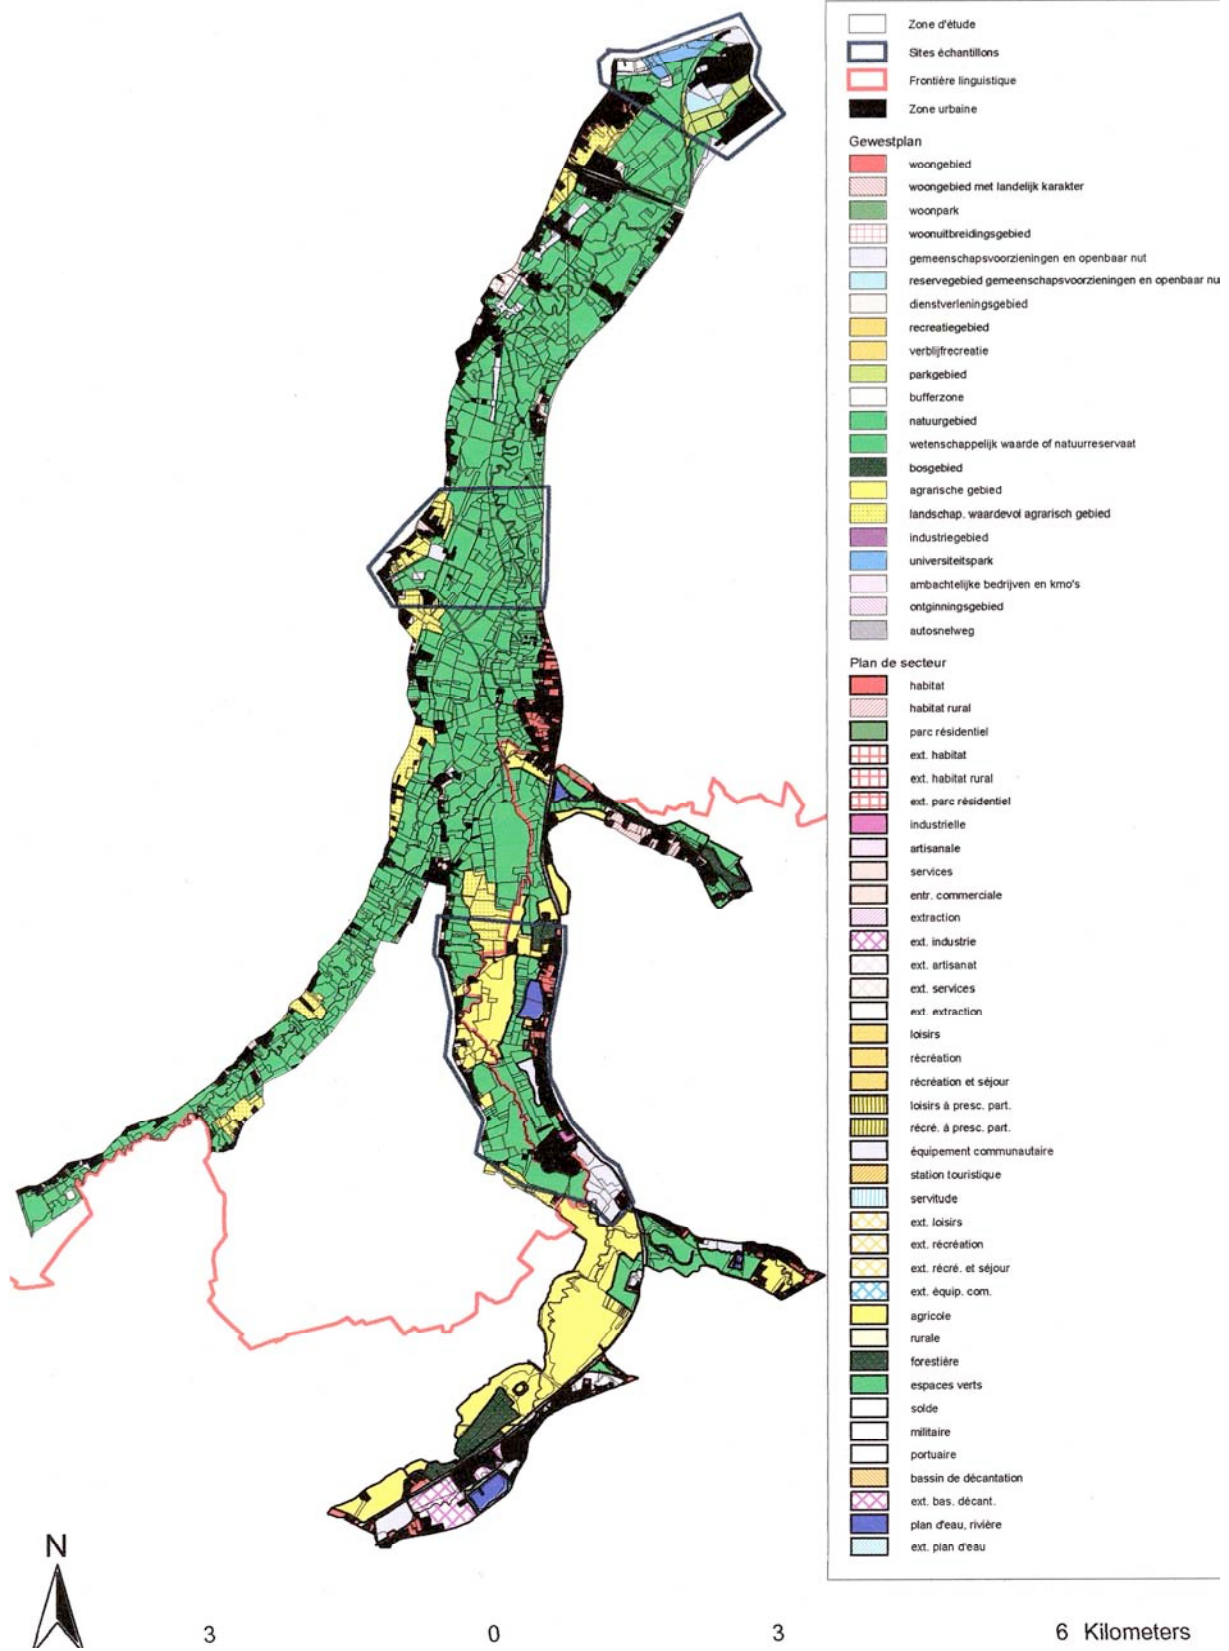 Zone d'étude
Sites échantillons
Frontière linguistique
Zone urbaine
Gewestplan
woongebied
woongebied met landelijk karakter
woonpark
woonuitbreidingsgebied
gemeenschapsvoorzieningen en openbaar nut
reservegebied gemeenschapsvoorzieningen en openbaar nu
dienstverleningsgebied
recreatiegebied
verblijfrecreatie
parkgebied
bufferzone
natuurgebied
wetenschappelijk waarde of natuurreservaat
bosgebied
agrarische gebied
landschap. waardevol agrarisch gebied
industriegebied
universiteitspark
ambachtelijke bedrijven en kmo's
ontginningsgebied
autosnelweg
Plan de secteur
habitat
habitat rural
parc résidentiel
ext. habitat
ext. habitat rural
ext. parc résidentiel
industrielle
artisanale
services
entr. commerciale
extraction
ext. industrie
ext. artisanat
ext. services
ext. extraction
loisirs
récréation
récréation et séjour
loisirs à presc. part.
récré. à presc. part.
équipement communautaire
station touristique
servitude
ext. loisirs
ext. récréation
ext. récré. et séjour
ext. équip. com.
agricole
rurale
forestière
espaces verts
solde
militaire
portuaire
bassin de décantation
ext. bas. décant.
plan d'eau, rivière
ext. plan d'eau
N
3 0 3 6 Kilometers